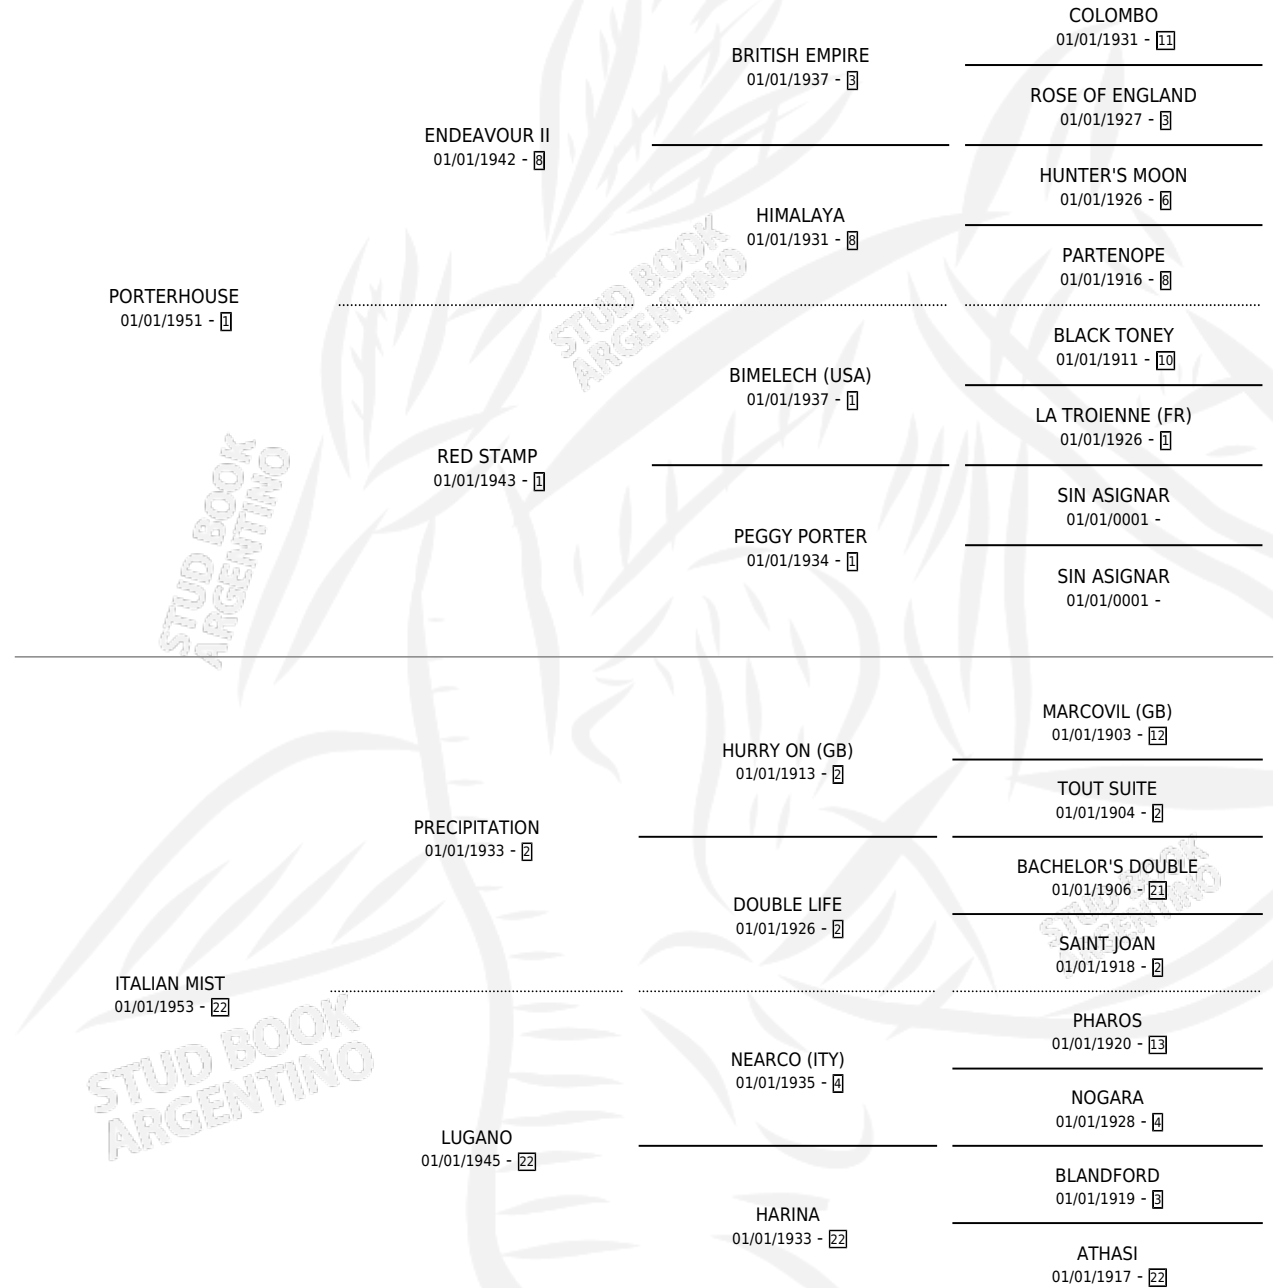 COLOMBO
01/01/1931 - 11
BRITISH EMPIRE
01/01/1937 - 3
ROSE OF ENGLAND
01/01/1927 - 3
ENDEAVOUR II
01/01/1942 - 8
HUNTER'S MOON
01/01/1926 - 6
HIMALAYA
01/01/1931 - 8
PARTENOPE
01/01/1916 - 8
PORTERHOUSE
01/01/1951 - 1
BLACK TONEY
01/01/1911 - 10
BIMELECH (USA)
01/01/1937 - 1
LA TROIENNE (FR)
01/01/1926 - 1
RED STAMP
01/01/1943 - 1
SIN ASIGNAR
01/01/0001 -
PEGGY PORTER
01/01/1934 - 1
SIN ASIGNAR
01/01/0001 -
STUD BOOK
ARGENTINO
STUD BOOK
ARGENTINO
MARCOVIL (GB)
01/01/1903 - 12
HURRY ON (GB)
01/01/1913 - 2
TOUT SUITE
01/01/1904 - 2
PRECIPITATION
01/01/1933 - 2
BACHELOR'S DOUBLE
01/01/1906 - 21
DOUBLE LIFE
01/01/1926 - 2
SAINT JOAN
01/01/1918 - 2
ITALIAN MIST
01/01/1953 - 22
PHAROS
01/01/1920 - 13
NEARCO (ITY)
01/01/1935 - 4
NOGARA
01/01/1928 - 4
LUGANO
01/01/1945 - 22
BLANDFORD
01/01/1919 - 3
HARINA
01/01/1933 - 22
ATHASI
01/01/1917 - 22
STUD BOOK
ARGENTINO
STUD BOOK
ARGENTINO